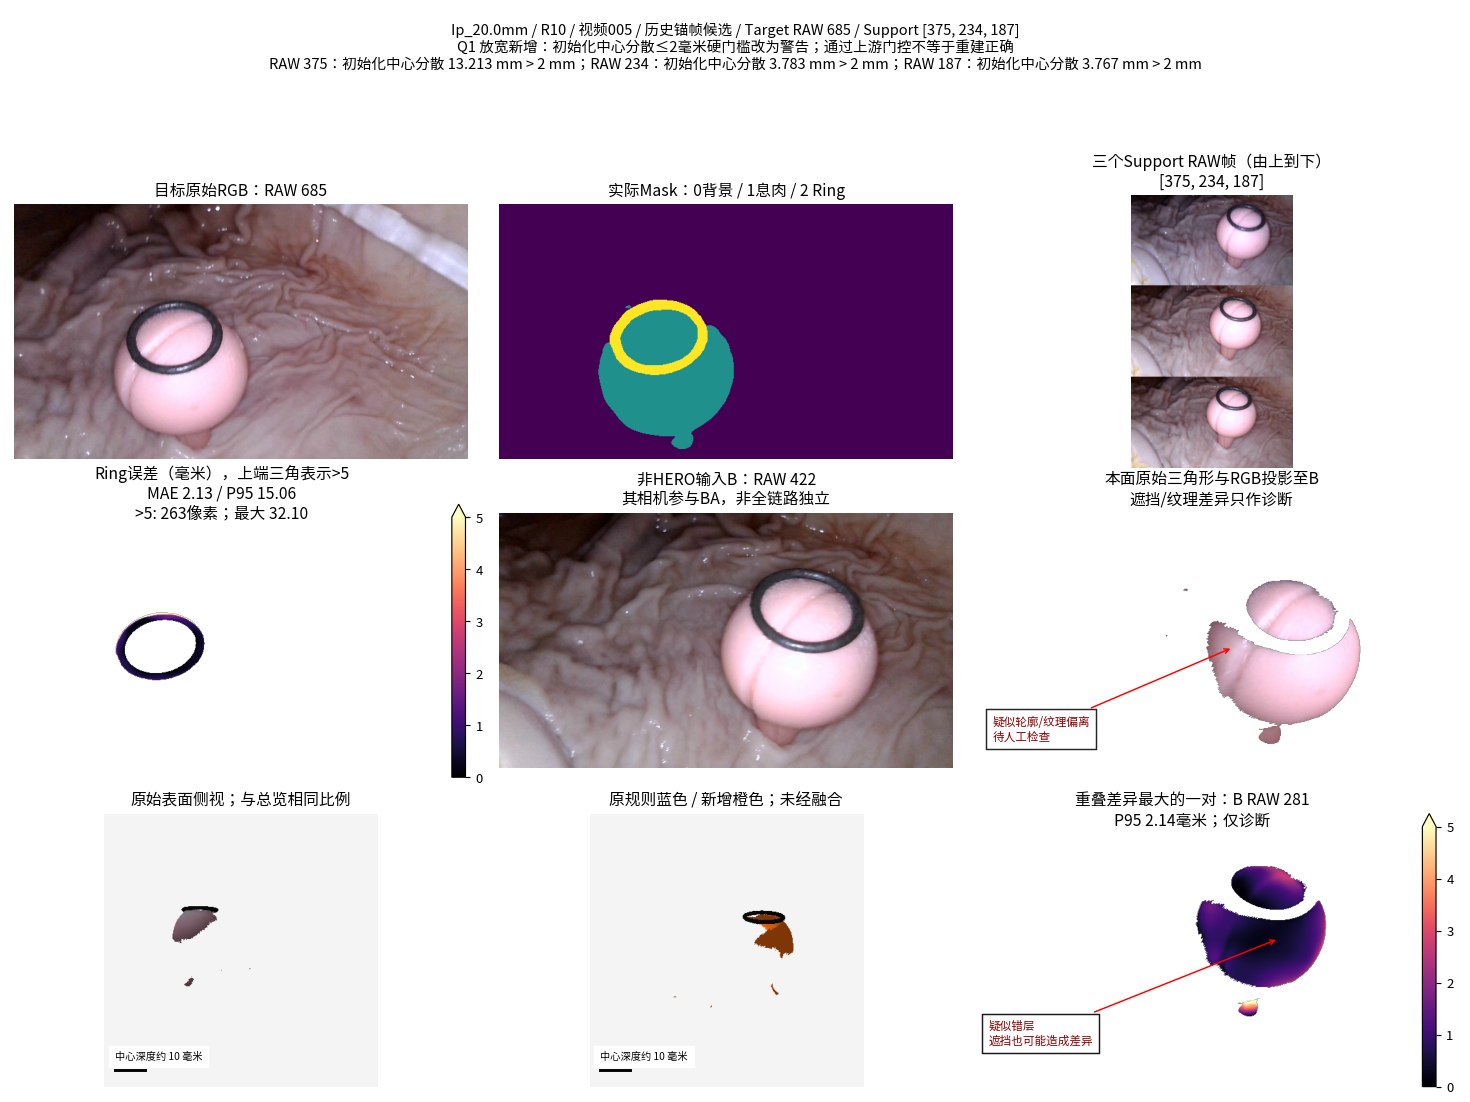 Ip_20.0mm / R10 / 视频005 / 历史锚帧候选 / Target RAW 685 / Support [375, 234, 187]
Q1 放宽新增：初始化中心分散≤2毫米硬门槛改为警告；通过上游门控不等于重建正确
RAW 375：初始化中心分散 13.213 mm > 2 mm；RAW 234：初始化中心分散 3.783 mm > 2 mm；RAW 187：初始化中心分散 3.767 mm > 2 mm
目标原始RGB：RAW 685
实际Mask：0背景 / 1息肉 / 2 Ring
三个Support RAW帧（由上到下）
[375, 234, 187]
Ring误差（毫米），上端三角表示>5
MAE 2.13 / P95 15.06
>5: 263像素；最大 32.10
5
4
3
2
1
0
非HERO输入B：RAW 422
其相机参与BA，非全链路独立
本面原始三角形与RGB投影至B
遮挡/纹理差异只作诊断
疑似轮廓/纹理偏离
待人工检查
原始表面侧视；与总览相同比例
中心深度约 10 毫米
原规则蓝色 / 新增橙色；未经融合
中心深度约 10 毫米
重叠差异最大的一对：B RAW 281
P95 2.14毫米；仅诊断
疑似错层
遮挡也可能造成差异
5
4
3
2
1
0